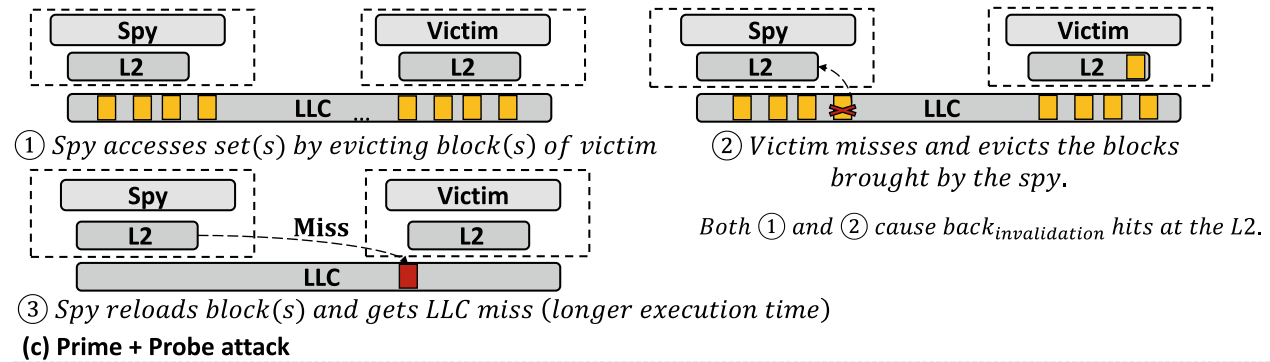 Spy
Victim
L2
L2
LLC
...
① Spy accesses set(s) by evicting block(s) of victim
Spy
Victim
L2
L2
LLC
② Victim misses and evicts the blocks
brought by the spy.
Spy
Victim
L2
Miss
L2
LLC
Both ① and ② cause back_invalidation hits at the L2.
③ Spy reloads block(s) and gets LLC miss (longer execution time)
(c) Prime + Probe attack